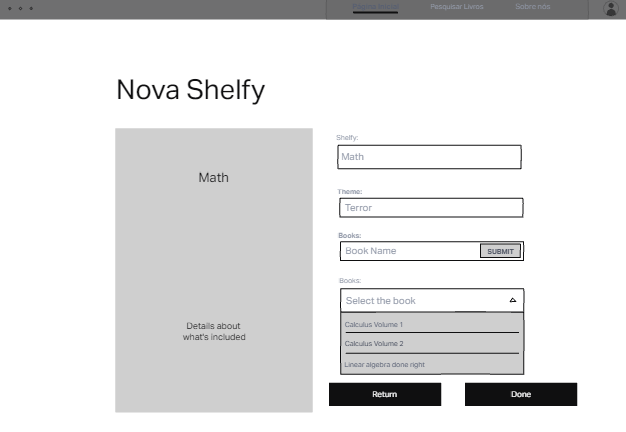 Pesquisar Livros
Sobre nós
Nova Shelfy
Math
Details about
what's included
Shelfy:
Math
Theme:
Terror
Books:
Book Name
SUBMIT
Books:
Select the book
Calculus Volume 1
Calculus Volume 2
Linear algebra done right
Return
Done